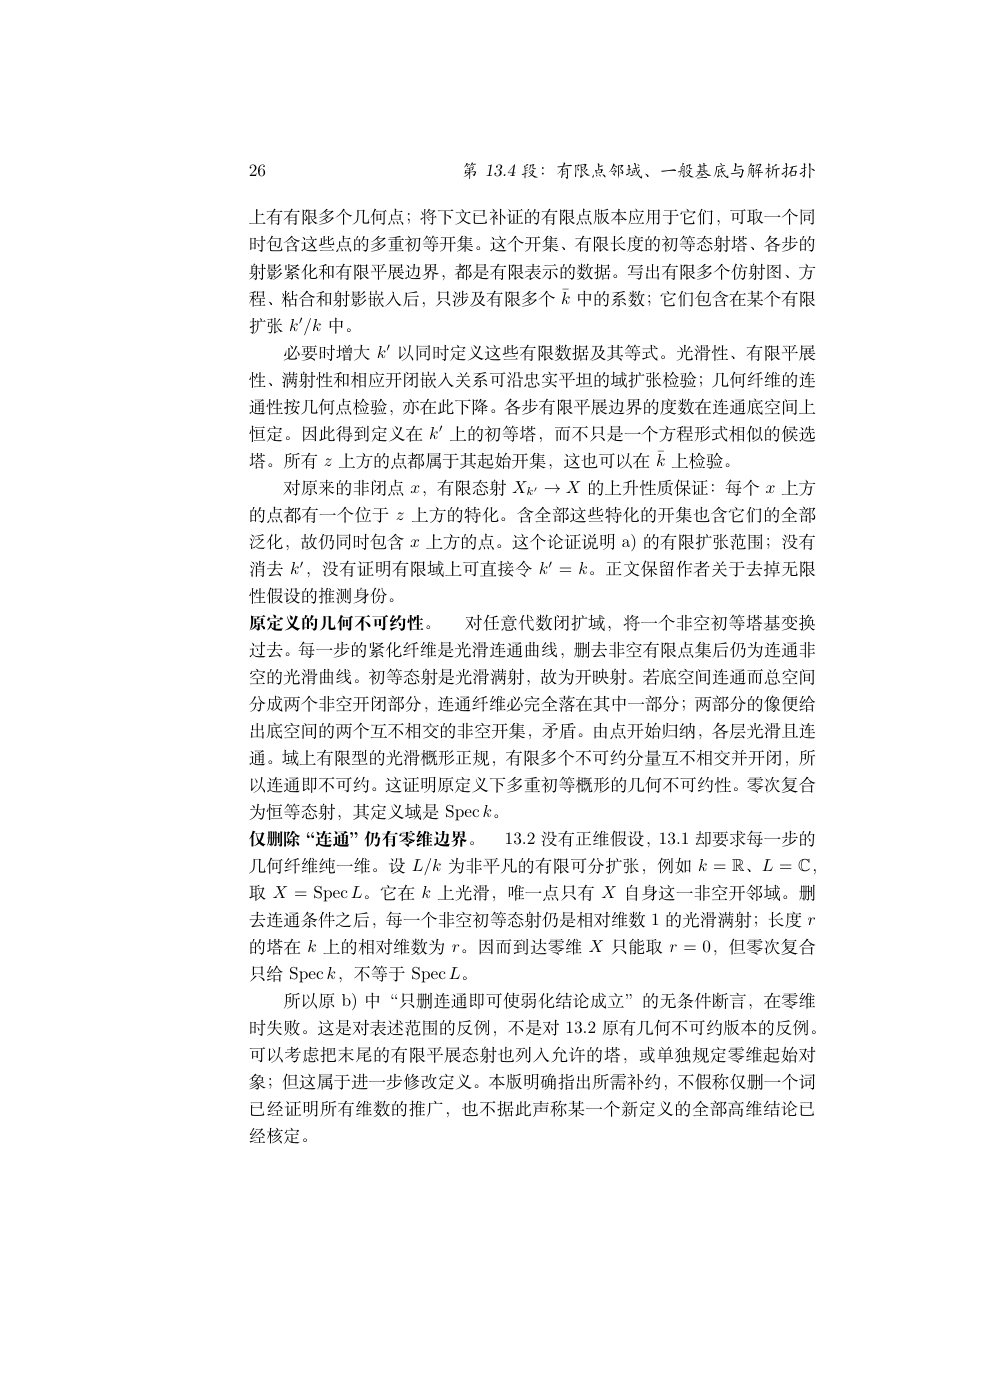 26 第 13.4 段：有限点邻域、一般基底与解析拓扑
上有有限多个几何点；将下文已补证的有限点版本应用于它们，可取一个同
时包含这些点的多重初等开集。这个开集、有限长度的初等态射塔、各步的
射影紧化和有限平展边界，都是有限表示的数据。写出有限多个仿射图、方
程、粘合和射影嵌入后，只涉及有限多个 k̄ 中的系数；它们包含在某个有限
扩张 k′/k 中。
必要时增大 k′ 以同时定义这些有限数据及其等式。光滑性、有限平展
性、满射性和相应开闭嵌入关系可沿忠实平坦的域扩张检验；几何纤维的连
通性按几何点检验，亦在此下降。各步有限平展边界的度数在连通底空间上
恒定。因此得到定义在 k′ 上的初等塔，而不只是一个方程形式相似的候选
塔。所有 z 上方的点都属于其起始开集，这也可以在 k̄ 上检验。
对原来的非闭点 x，有限态射 Xₖ′ → X 的上升性质保证：每个 x 上方
的点都有一个位于 z 上方的特化。含全部这些特化的开集也含它们的全部
泛化，故仍同时包含 x 上方的点。这个论证说明 a) 的有限扩张范围；没有
消去 k′，没有证明有限域上可直接令 k′ = k。正文保留作者关于去掉无限
性假设的推测身份。
原定义的几何不可约性。 对任意代数闭扩域，将一个非空初等塔基变换
过去。每一步的紧化纤维是光滑连通曲线，删去非空有限点集后仍为连通非
空的光滑曲线。初等态射是光滑满射，故为开映射。若底空间连通而总空间
分成两个非空开闭部分，连通纤维必完全落在其中一部分；两部分的像便给
出底空间的两个互不相交的非空开集，矛盾。由点开始归纳，各层光滑且连
通。域上有限型的光滑概形正规，有限多个不可约分量互不相交并开闭，所
以连通即不可约。这证明原定义下多重初等概形的几何不可约性。零次复合
为恒等态射，其定义域是 Spec k。
仅删除 “连通” 仍有零维边界。 13.2 没有正维假设，13.1 却要求每一步的
几何纤维纯一维。设 L/k 为非平凡的有限可分扩张，例如 k = ℝ、L = ℂ，
取 X = Spec L。它在 k 上光滑，唯一点只有 X 自身这一非空开邻域。删
去连通条件之后，每一个非空初等态射仍是相对维数 1 的光滑满射；长度 r
的塔在 k 上的相对维数为 r。因而到达零维 X 只能取 r = 0，但零次复合
只给 Spec k，不等于 Spec L。
所以原 b) 中 “只删连通即可使弱化结论成立” 的无条件断言，在零维
时失败。这是对表述范围的反例，不是对 13.2 原有几何不可约版本的反例。
可以考虑把末尾的有限平展态射也列入允许的塔，或单独规定零维起始对
象；但这属于进一步修改定义。本版明确指出所需补约，不假称仅删一个词
已经证明所有维数的推广，也不据此声称某一个新定义的全部高维结论已
经核定。